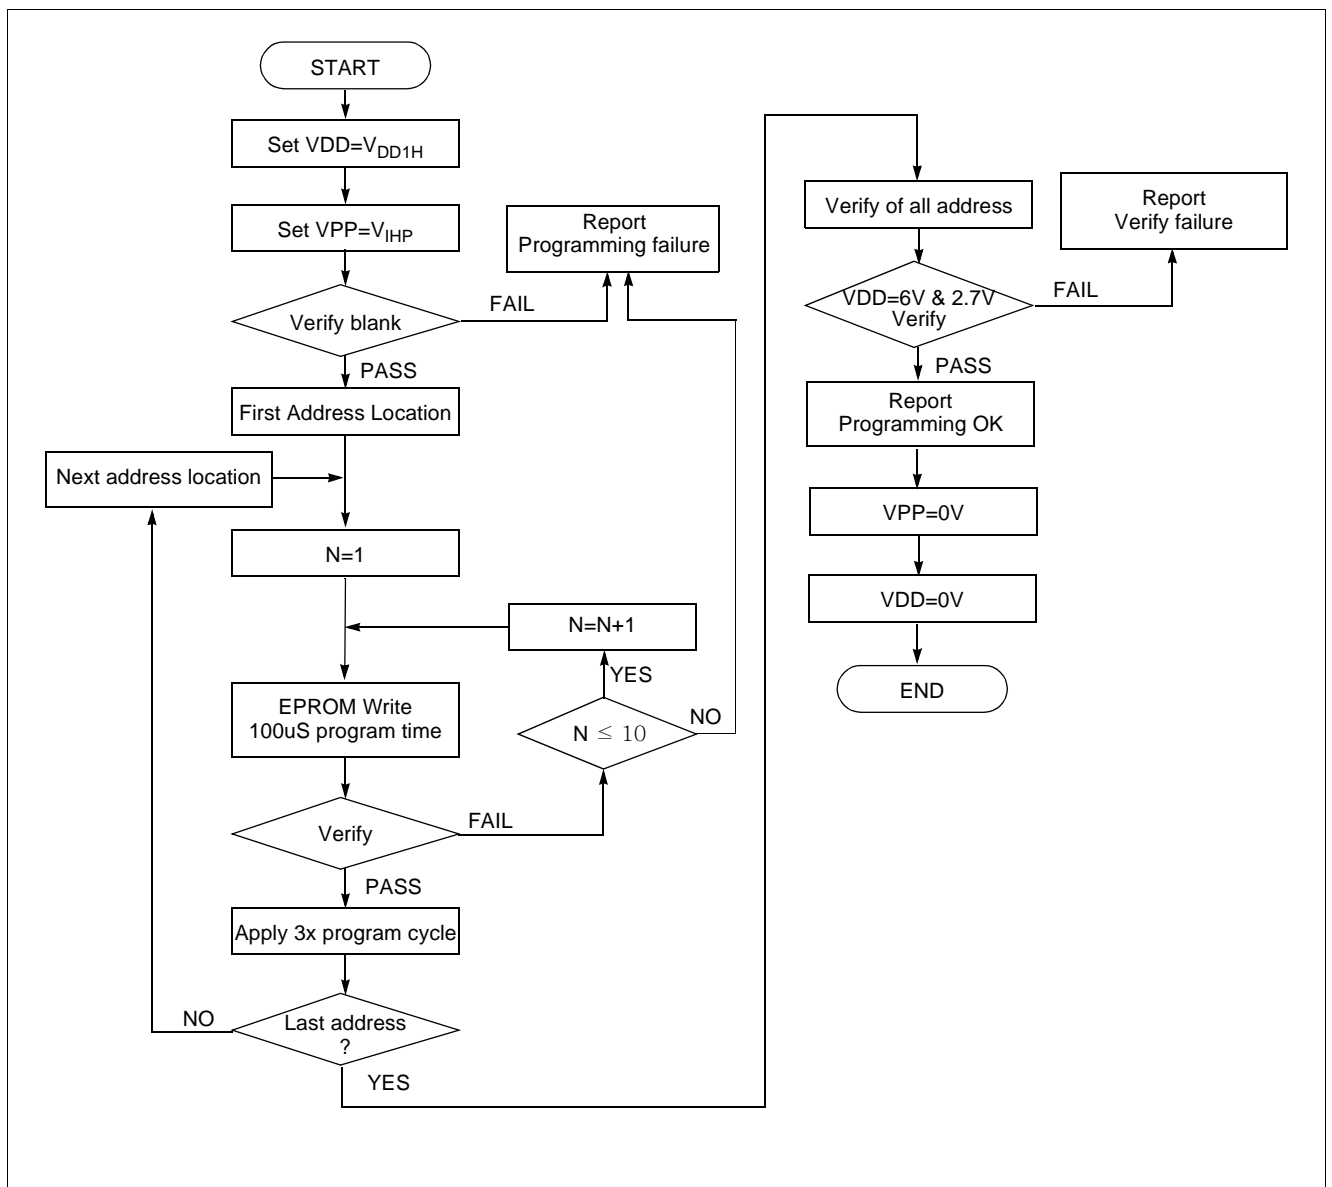 START
Set VDD=VDD1H
Set VPP=VIHP
Report
Programming failure
Verify blank
FAIL
PASS
First Address Location
Next address location
N=1
N=N+1
YES
EPROM Write
100uS program time
N ≤ 10
NO
Verify
FAIL
PASS
Apply 3x program cycle
Last address
?
NO
YES
Verify of all address
Report
Verify failure
VDD=6V & 2.7V
Verify
FAIL
PASS
Report
Programming OK
VPP=0V
VDD=0V
END